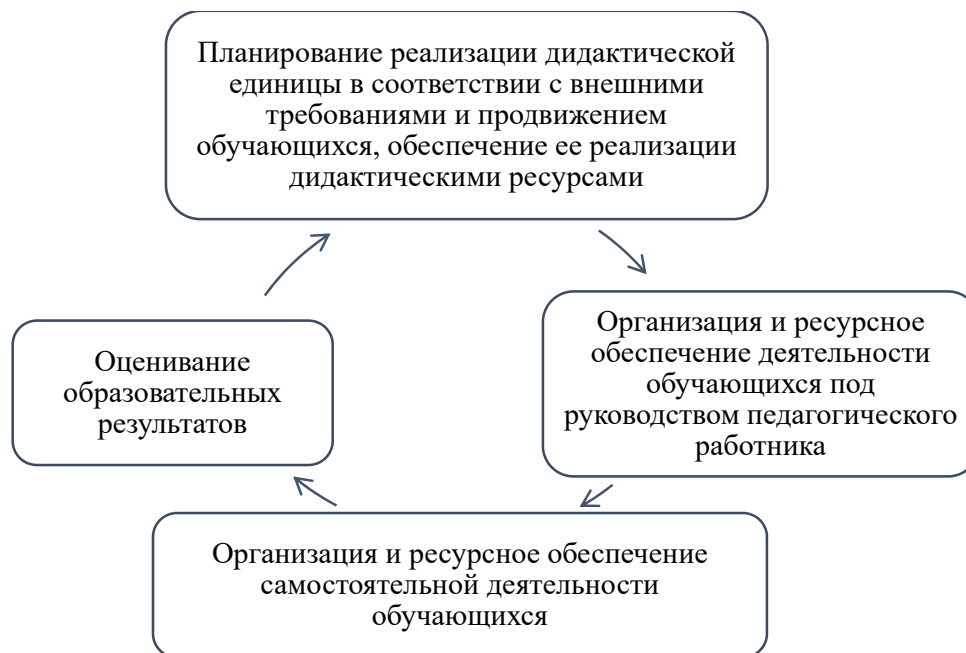 Планирование реализации дидактической
единицы в соответствии с внешними
требованиями и продвижением
обучающихся, обеспечение ее реализации
дидактическими ресурсами
Организация и ресурсное
обеспечение деятельности
обучающихся под
руководством педагогического
работника
Организация и ресурсное обеспечение
самостоятельной деятельности
обучающихся
Оценивание
образовательных
результатов